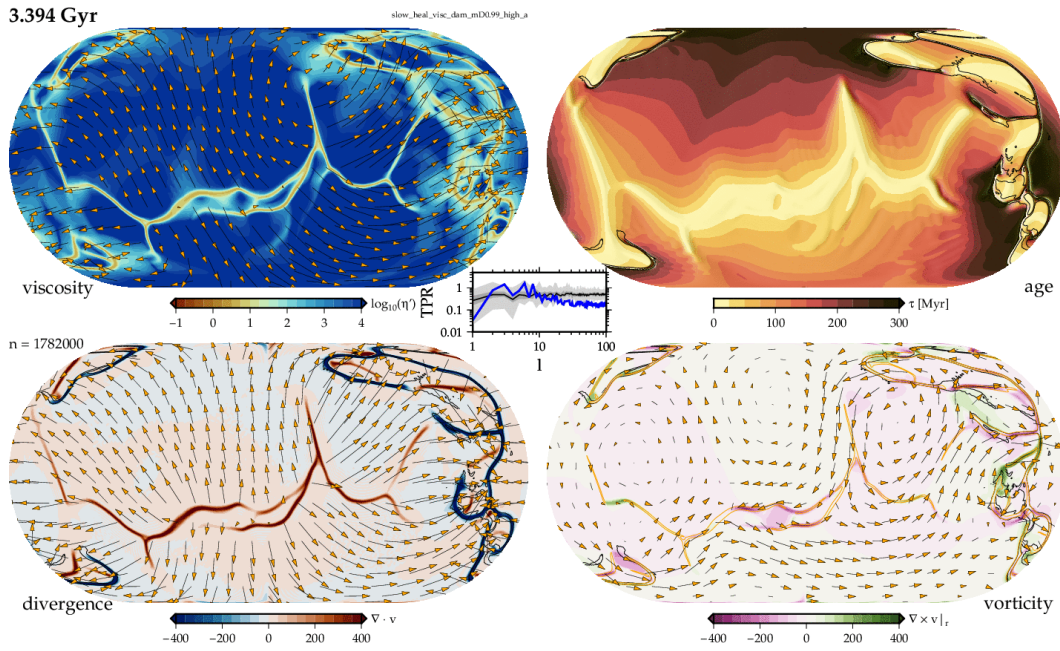 3.394 Gyr
slow_heal_visc_dam_mD0.99_high_a
viscosity
log₁₀(η′)
−1 0 1 2 3 4
TPR
1
0.1
0.01
1 10 100
l
age
τ [Myr]
0 100 200 300
n = 1782000
divergence
∇ · v
−400 −200 0 200 400
vorticity
∇ × v|ᵣ
−400 −200 0 200 400